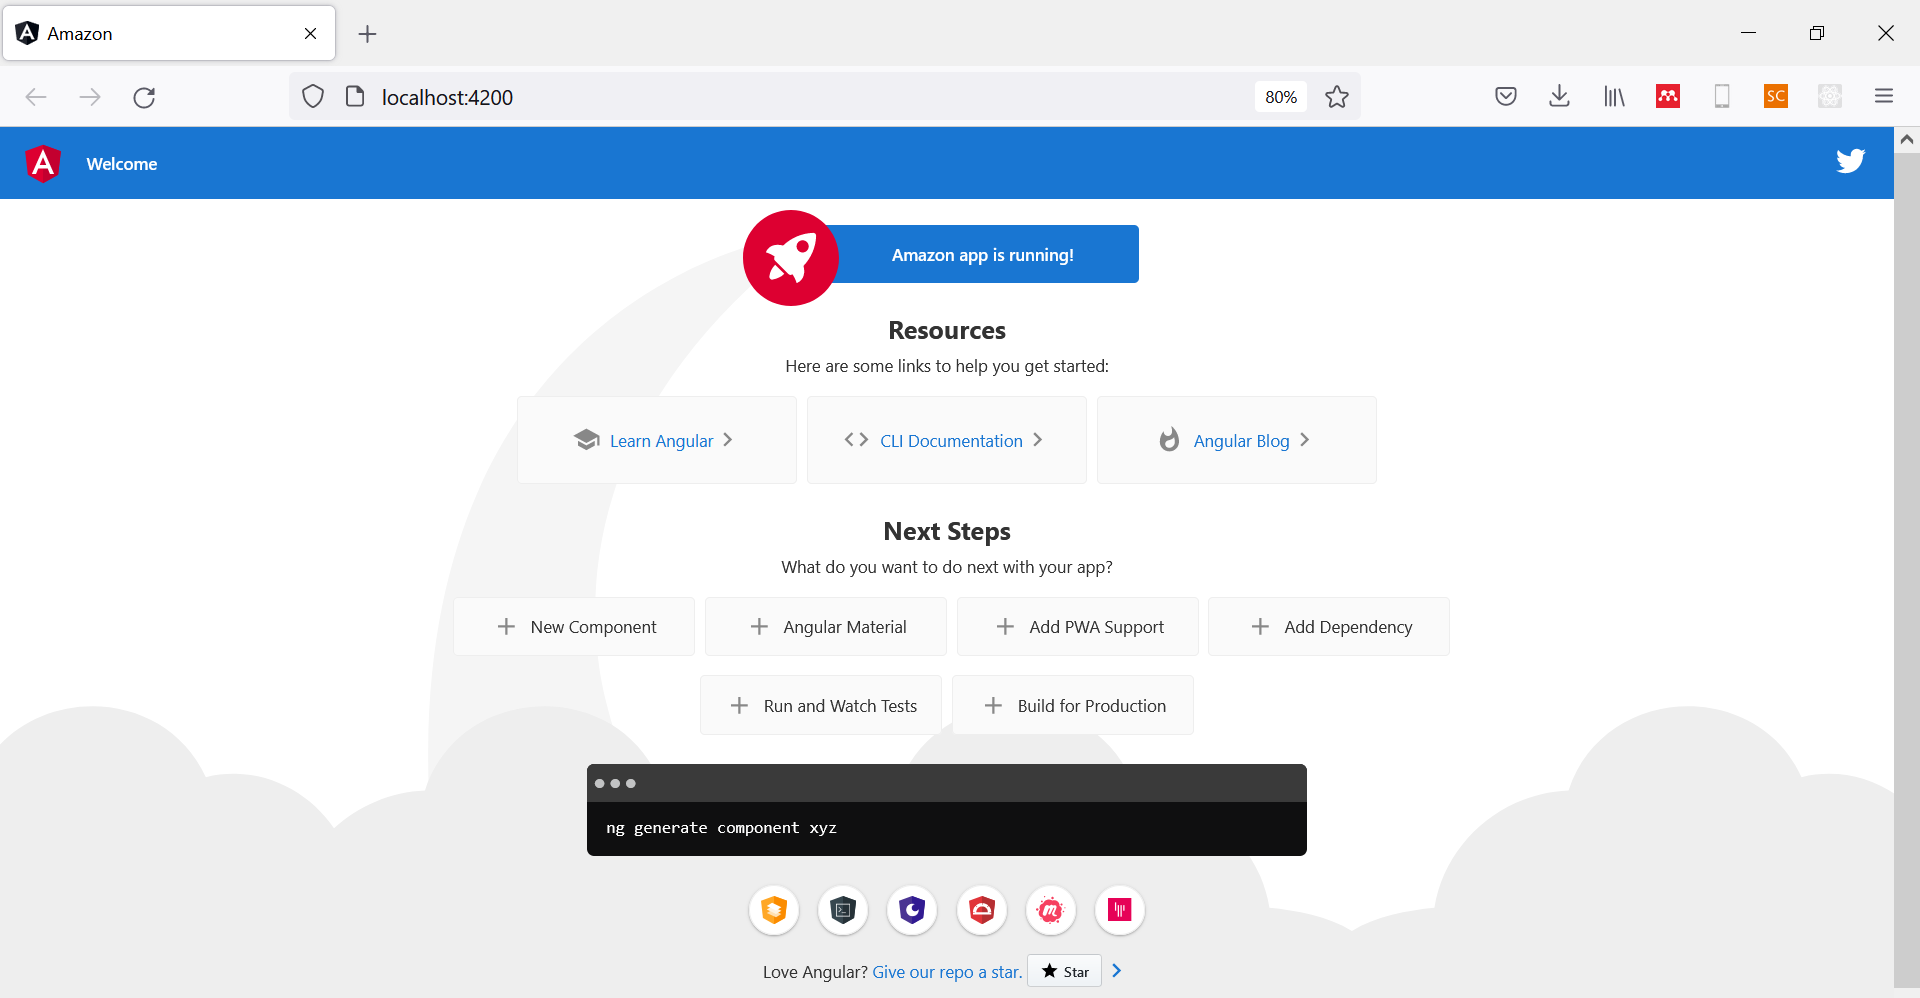 Amazon
localhost:4200
80%
SC
Welcome
Amazon app is running!
Resources
Here are some links to help you get started:
Learn Angular
CLI Documentation
Angular Blog
Next Steps
What do you want to do next with your app?
New Component
Angular Material
Add PWA Support
Add Dependency
Run and Watch Tests
Build for Production
ng generate component xyz
Love Angular? Give our repo a star. Star